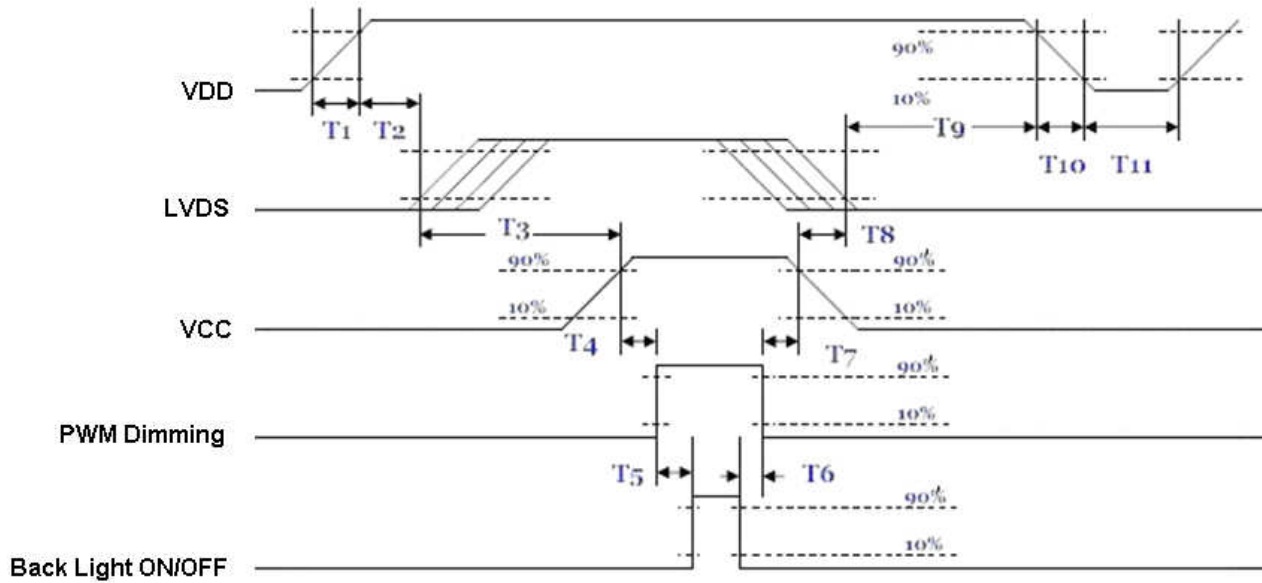 90%
VDD
10%
T1 T2
T9
T10 T11
LVDS
T3
T8
90%
90%
10%
10%
VCC
T4
T7
90%
10%
PWM Dimming
T5
T6
90%
10%
Back Light ON/OFF